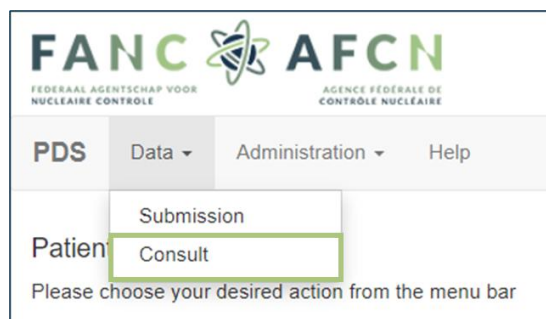 FANC AFCN
FEDERAAL AGENTSCHAP VOOR
NUCLEAIRE CONTROLE
AGENCE FÉDÉRALE DE
CONTRÔLE NUCLÉAIRE
PDS Data Administration Help
Submission
Consult
Patien
Please choose your desired action from the menu bar